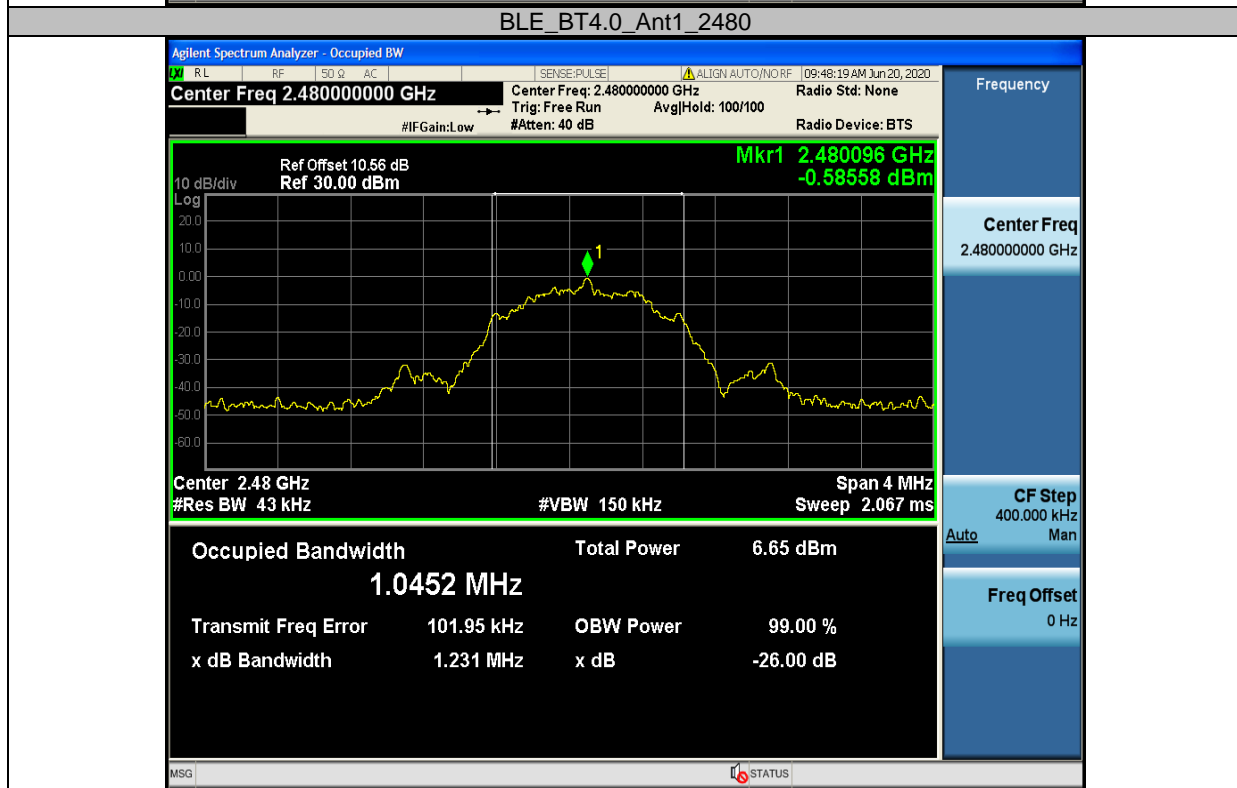 BLE_BT4.0_Ant1_2480
Agilent Spectrum Analyzer - Occupied BW
LXI RL RF 50 Ω AC SENSE:PULSE ALIGN AUTO/NO RF 09:48:19 AM Jun 20, 2020
Center Freq 2.480000000 GHz
Center Freq: 2.480000000 GHz Radio Std: None
Trig: Free Run Avg|Hold: 100/100
#IFGain:Low #Atten: 40 dB Radio Device: BTS
Mkr1 2.480096 GHz
-0.58558 dBm
Ref Offset 10.56 dB
10 dB/div Ref 30.00 dBm
Log
20.0
10.0
1
0.00
-10.0
-20.0
-30.0
-40.0
-50.0
-60.0
Center 2.48 GHz Span 4 MHz
#Res BW 43 kHz #VBW 150 kHz Sweep 2.067 ms
Occupied Bandwidth Total Power 6.65 dBm
1.0452 MHz
Transmit Freq Error 101.95 kHz OBW Power 99.00 %
x dB Bandwidth 1.231 MHz x dB -26.00 dB
MSG STATUS
Frequency
Center Freq
2.480000000 GHz
CF Step
400.000 kHz
Auto Man
Freq Offset
0 Hz